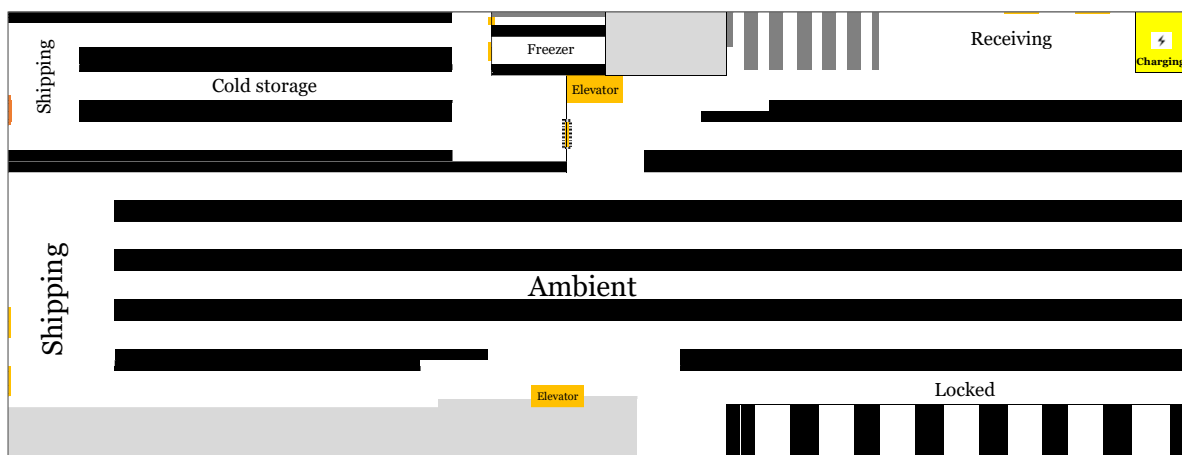 Shipping
Cold storage
Freezer
Elevator
Receiving
Charging
Shipping
Ambient
Elevator
Locked